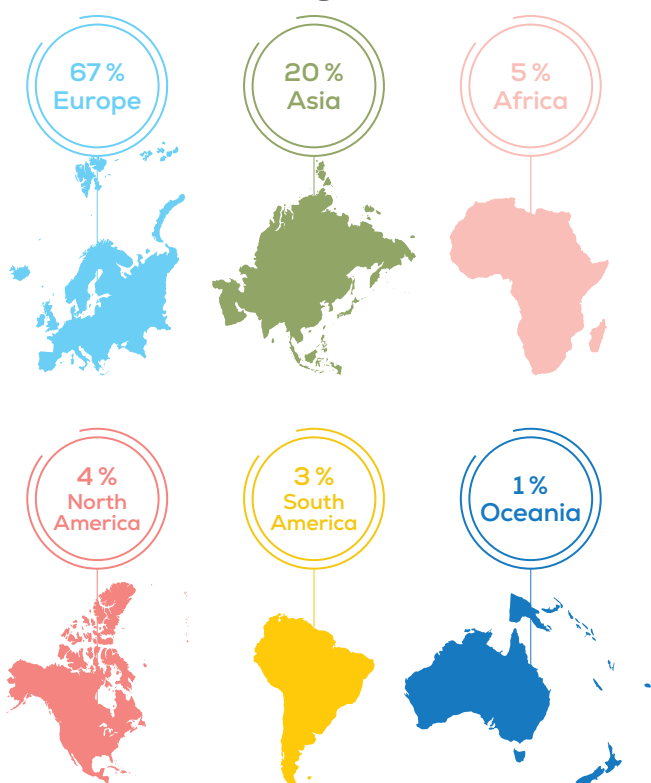 67 %
Europe
20 %
Asia
5 %
Africa
4 %
North
America
3 %
South
America
1 %
Oceania